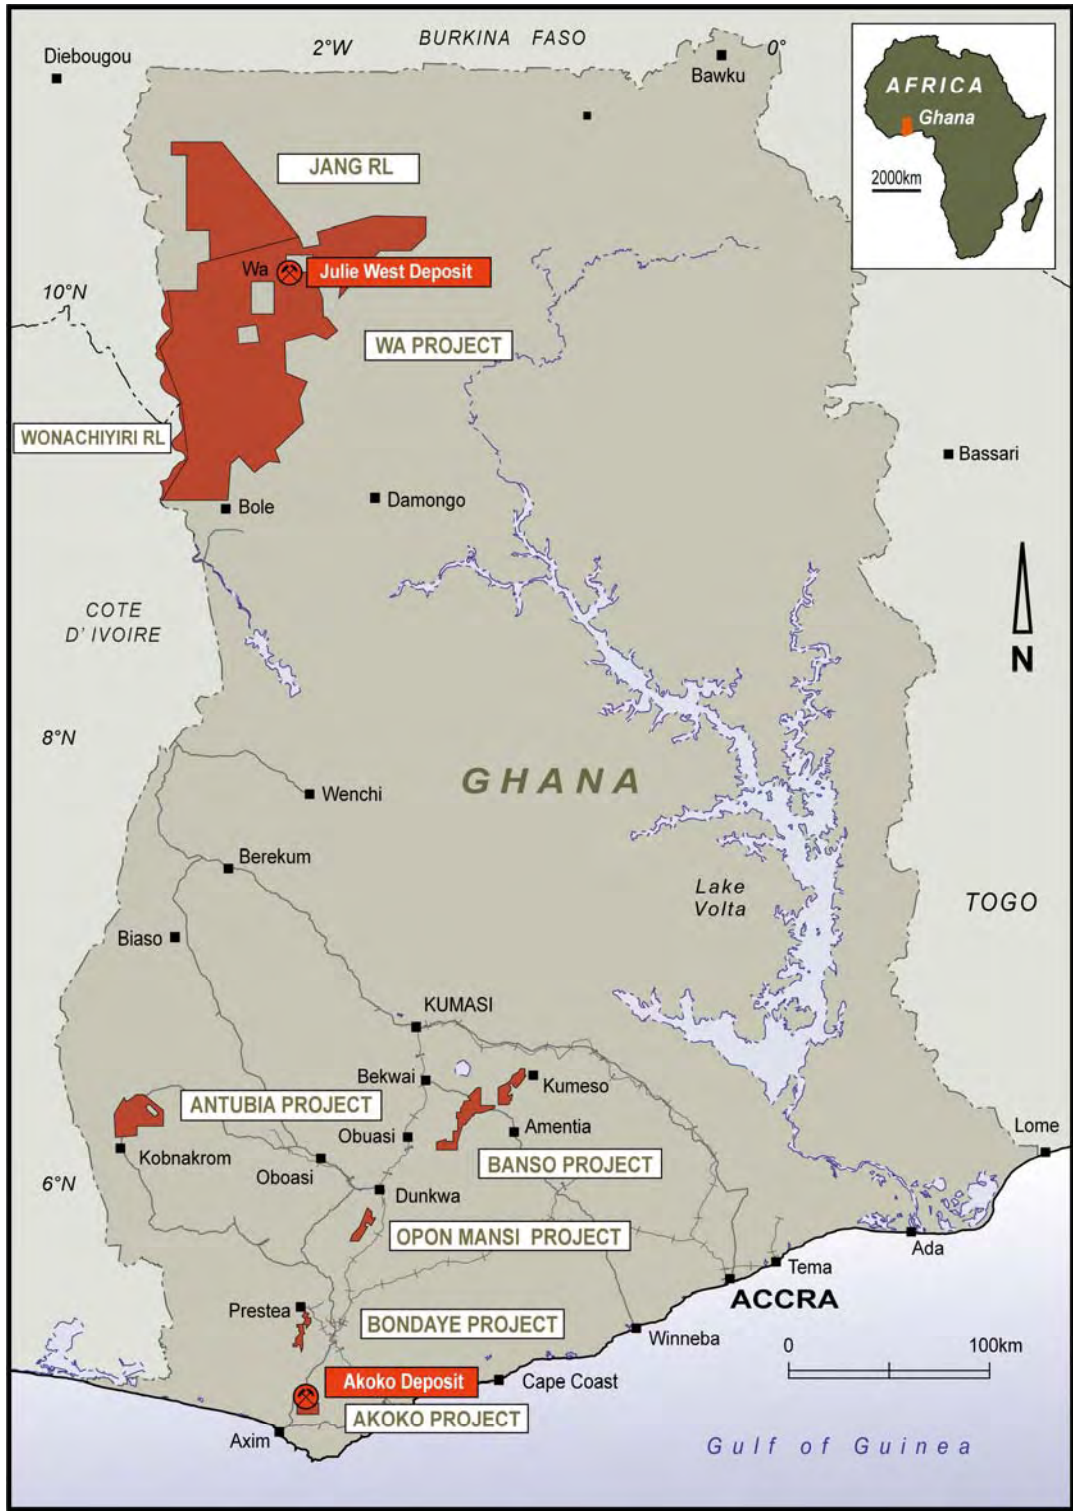 Diebougou
2°W
BURKINA FASO
0°
Bawku
AFRICA
Ghana
2000km
JANG RL
Wa
Julie West Deposit
10°N
WA PROJECT
WONACHIYIRI RL
Bassari
Bole
Damongo
COTE
D' IVOIRE
N
8°N
GHANA
Wenchi
Berekum
Lake
Volta
TOGO
Biaso
KUMASI
Bekwai
Kumeso
ANTUBIA PROJECT
Obuasi
Amentia
Lome
Kobnakrom
Oboasi
BANSO PROJECT
6°N
Dunkwa
OPON MANSI PROJECT
Ada
Tema
ACCRA
Prestea
BONDAYE PROJECT
Winneba
0 100km
Akoko Deposit
Cape Coast
AKOKO PROJECT
Axim
Gulf of Guinea